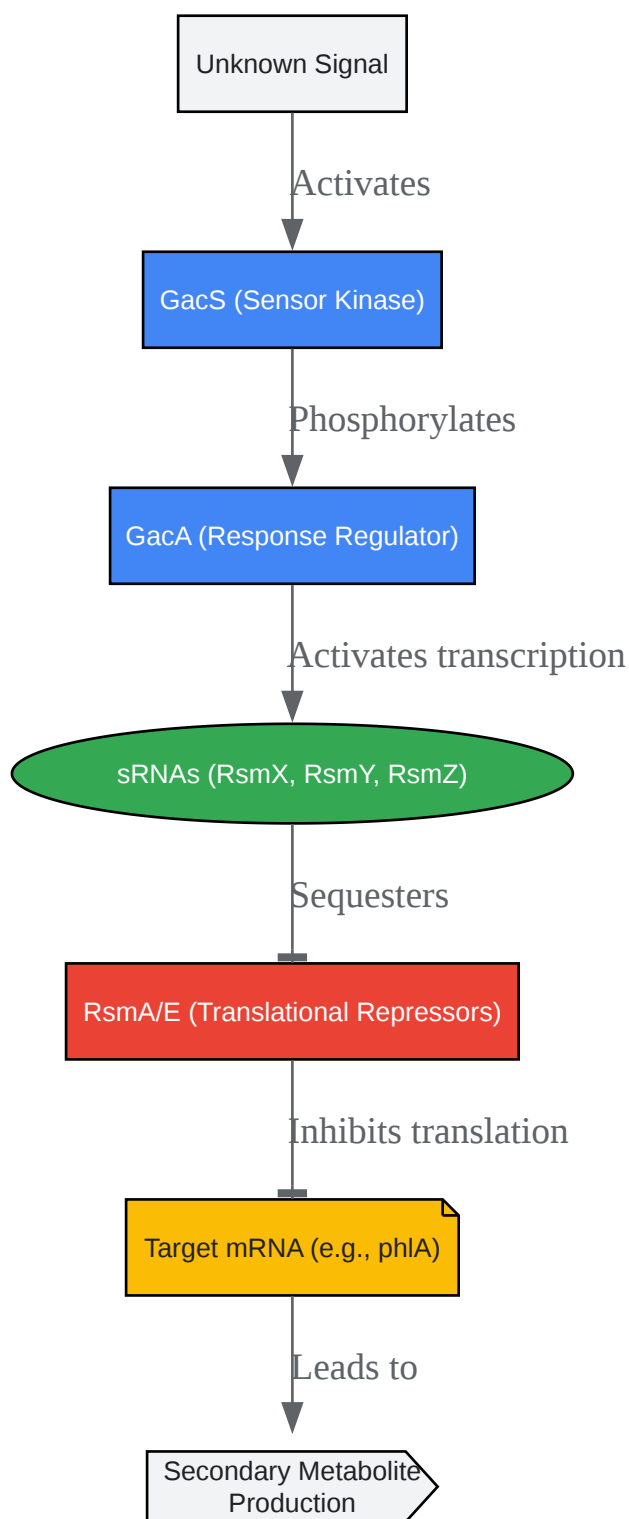 Unknown Signal
Activates
GacS (Sensor Kinase)
Phosphorylates
GacA (Response Regulator)
Activates transcription
sRNAs (RsmX, RsmY, RsmZ)
Sequesters
RsmA/E (Translational Repressors)
Inhibits translation
Target mRNA (e.g., phlA)
Leads to
Secondary Metabolite
Production